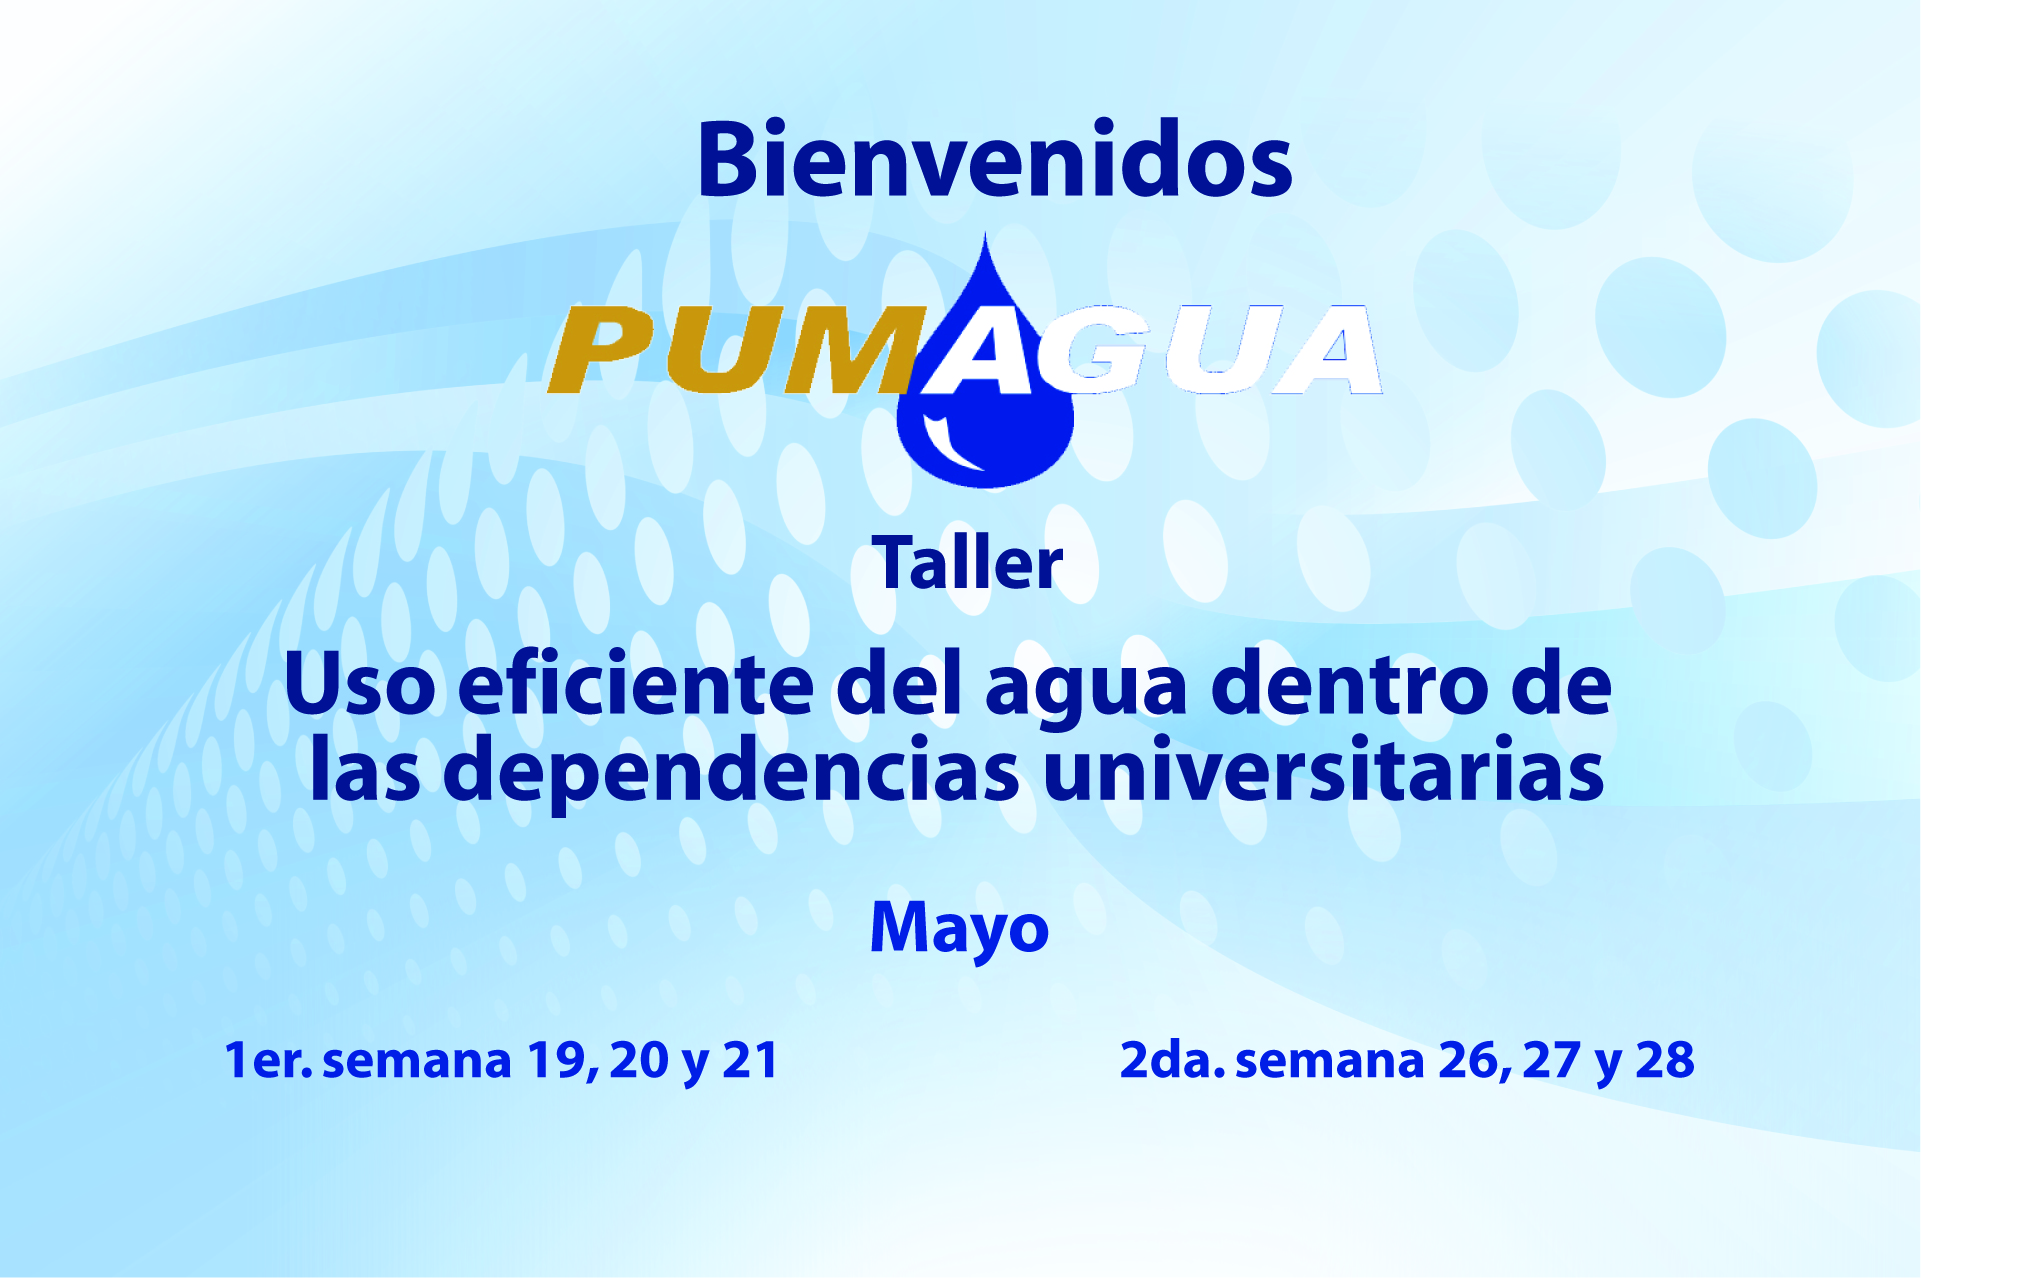 Bienvenidos
PUMAGUA
Taller
Uso eficiente del agua dentro de
las dependencias universitarias
Mayo
1er. semana 19, 20 y 21
2da. semana 26, 27 y 28